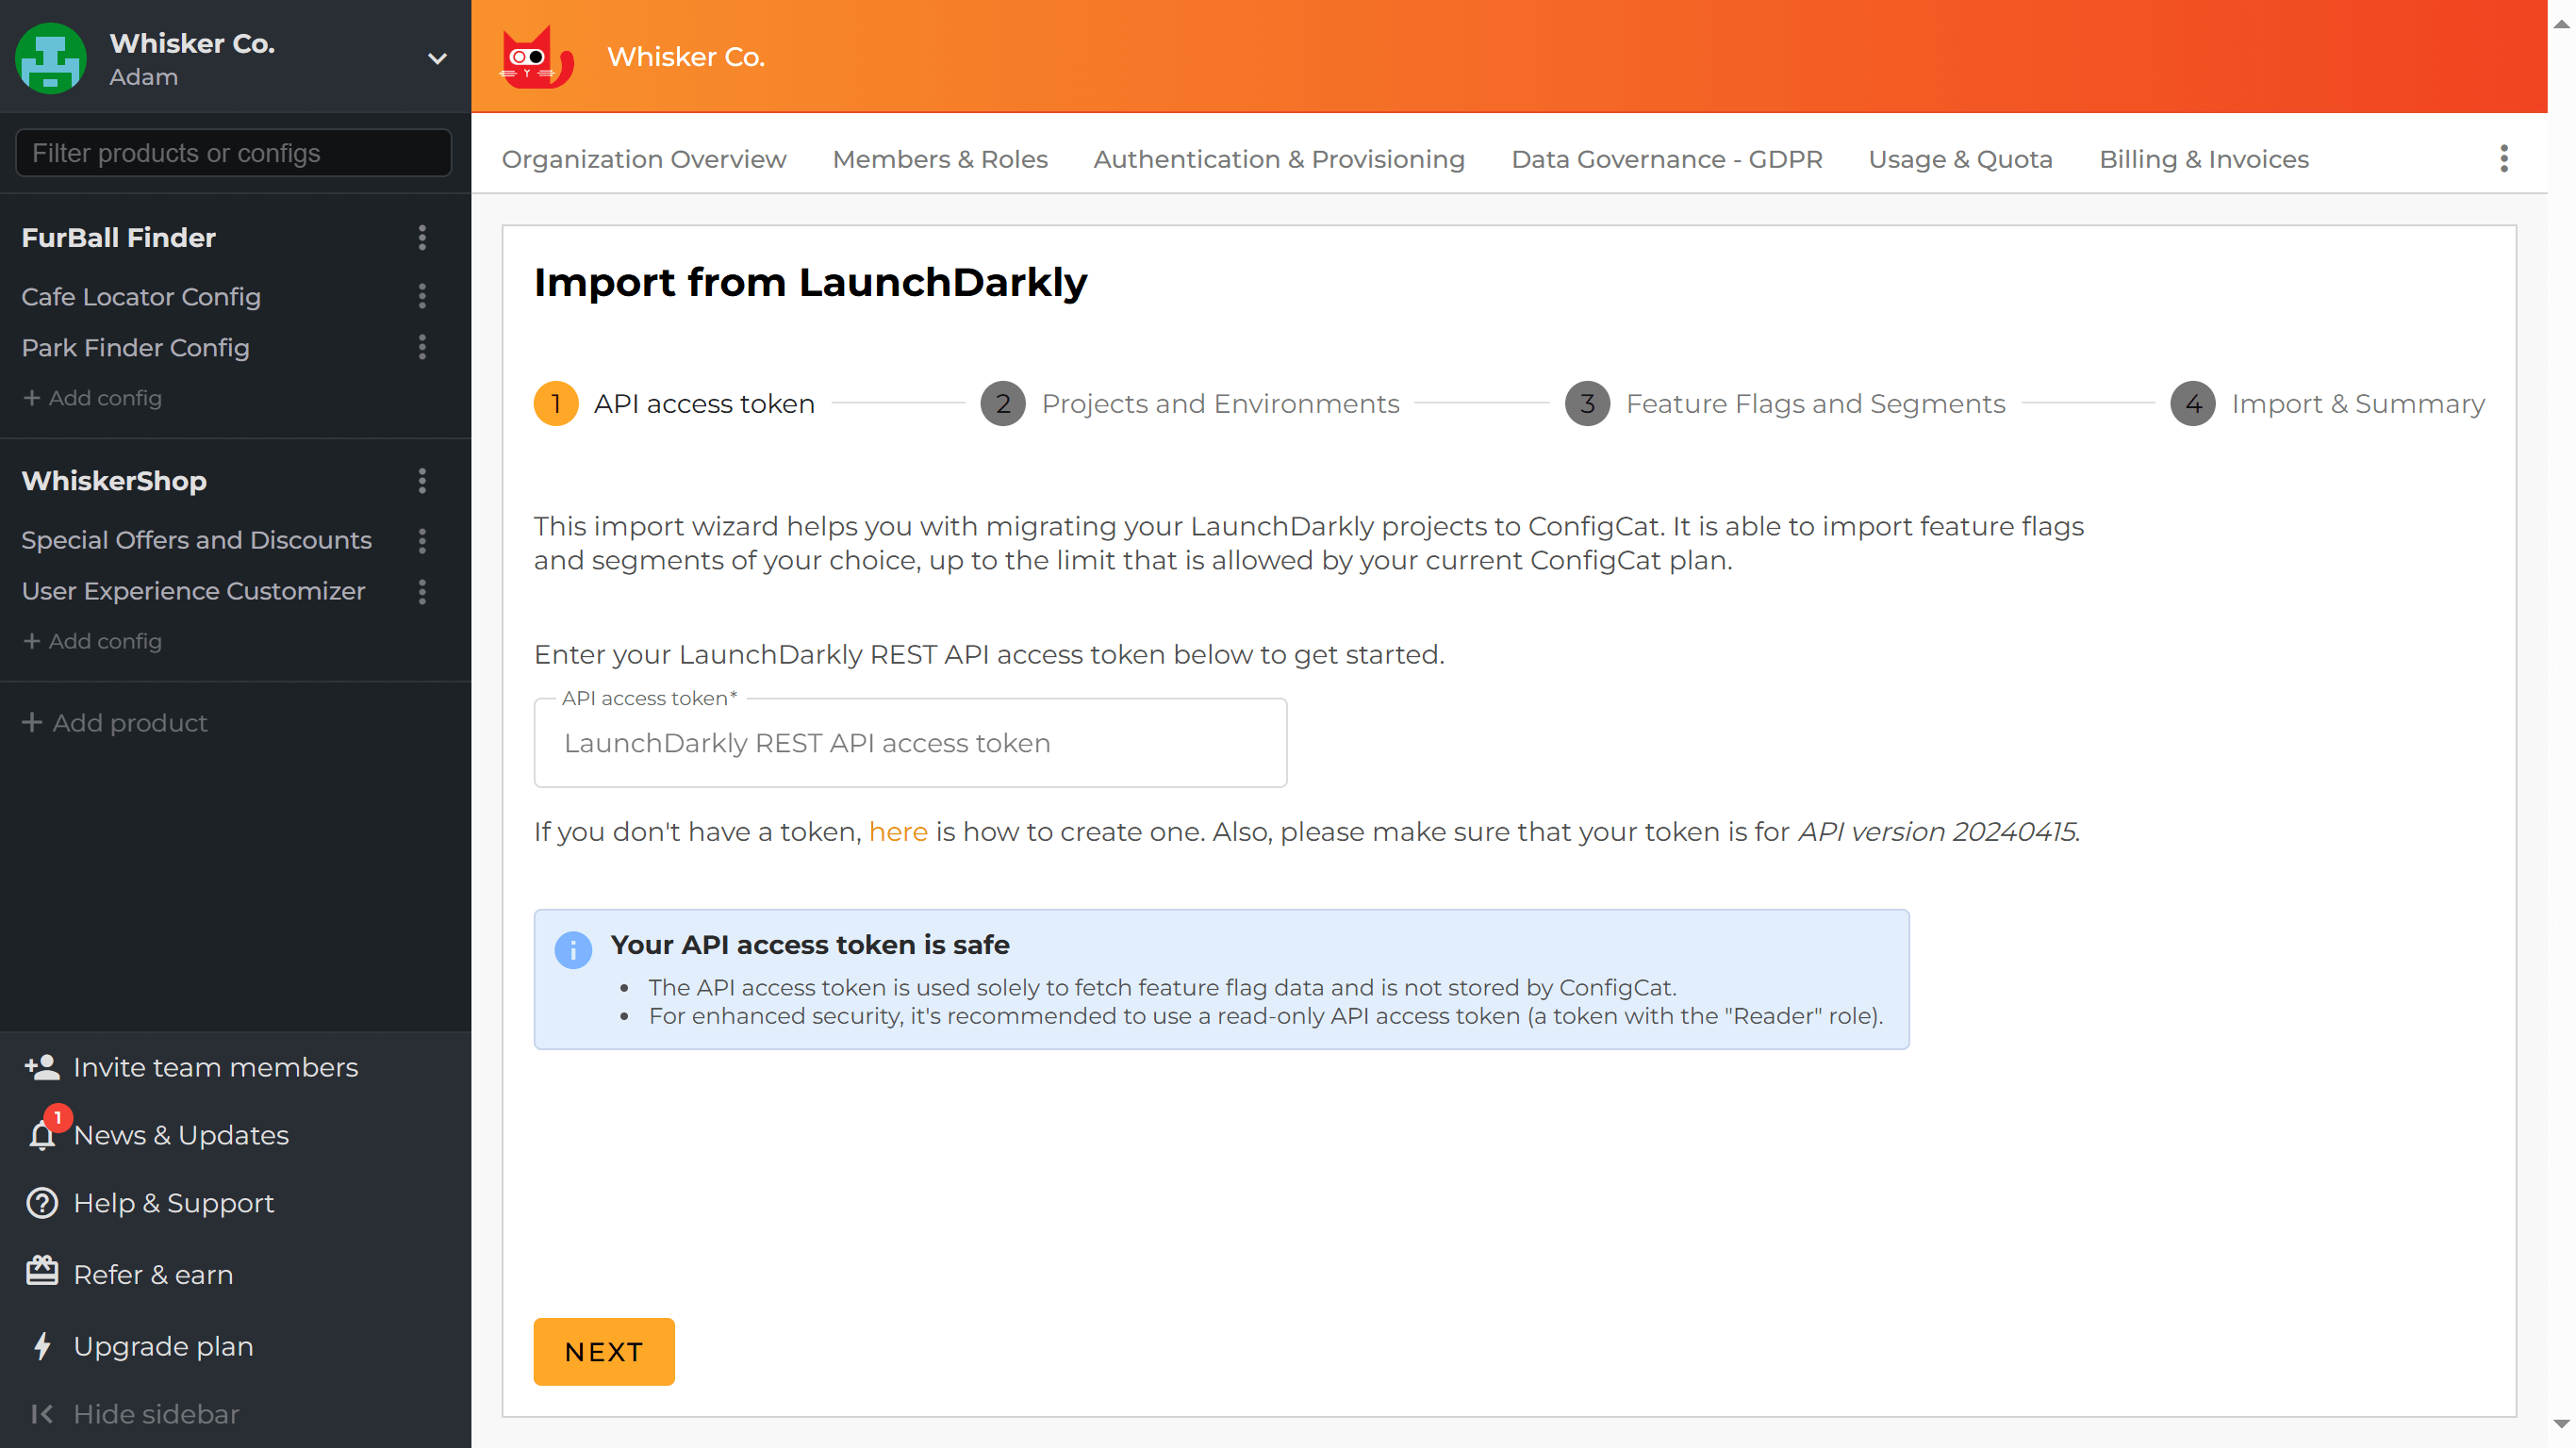 Whisker Co.
Adam
Filter products or configs
FurBall Finder
Cafe Locator Config
Park Finder Config
+ Add config
WhiskerShop
Special Offers and Discounts
User Experience Customizer
+ Add config
+ Add product
Invite team members
1
News & Updates
Help & Support
Refer & earn
Upgrade plan
Hide sidebar
Whisker Co.
Organization Overview Members & Roles Authentication & Provisioning Data Governance - GDPR Usage & Quota Billing & Invoices
Import from LaunchDarkly
1 API access token 2 Projects and Environments 3 Feature Flags and Segments 4 Import & Summary
This import wizard helps you with migrating your LaunchDarkly projects to ConfigCat. It is able to import feature flags
and segments of your choice, up to the limit that is allowed by your current ConfigCat plan.
Enter your LaunchDarkly REST API access token below to get started.
API access token*
LaunchDarkly REST API access token
If you don't have a token, here is how to create one. Also, please make sure that your token is for API version 20240415.
Your API access token is safe
• The API access token is used solely to fetch feature flag data and is not stored by ConfigCat.
• For enhanced security, it's recommended to use a read-only API access token (a token with the "Reader" role).
NEXT